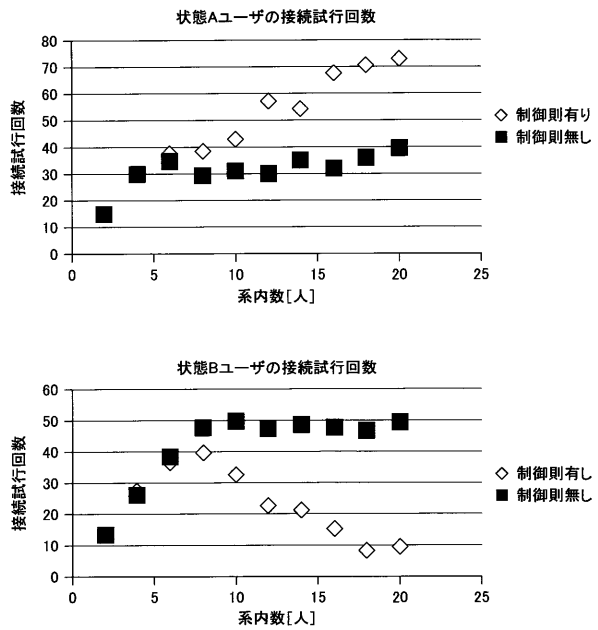 状態Aユーザの接続試行回数
接続試行回数
80
70
60
50
40
30
20
10
0
0 5 10 15 20 25
系内数[人]
制御則有り
制御則無し
状態Bユーザの接続試行回数
接続試行回数
60
50
40
30
20
10
0
0 5 10 15 20 25
系内数[人]
制御則有し
制御則無し